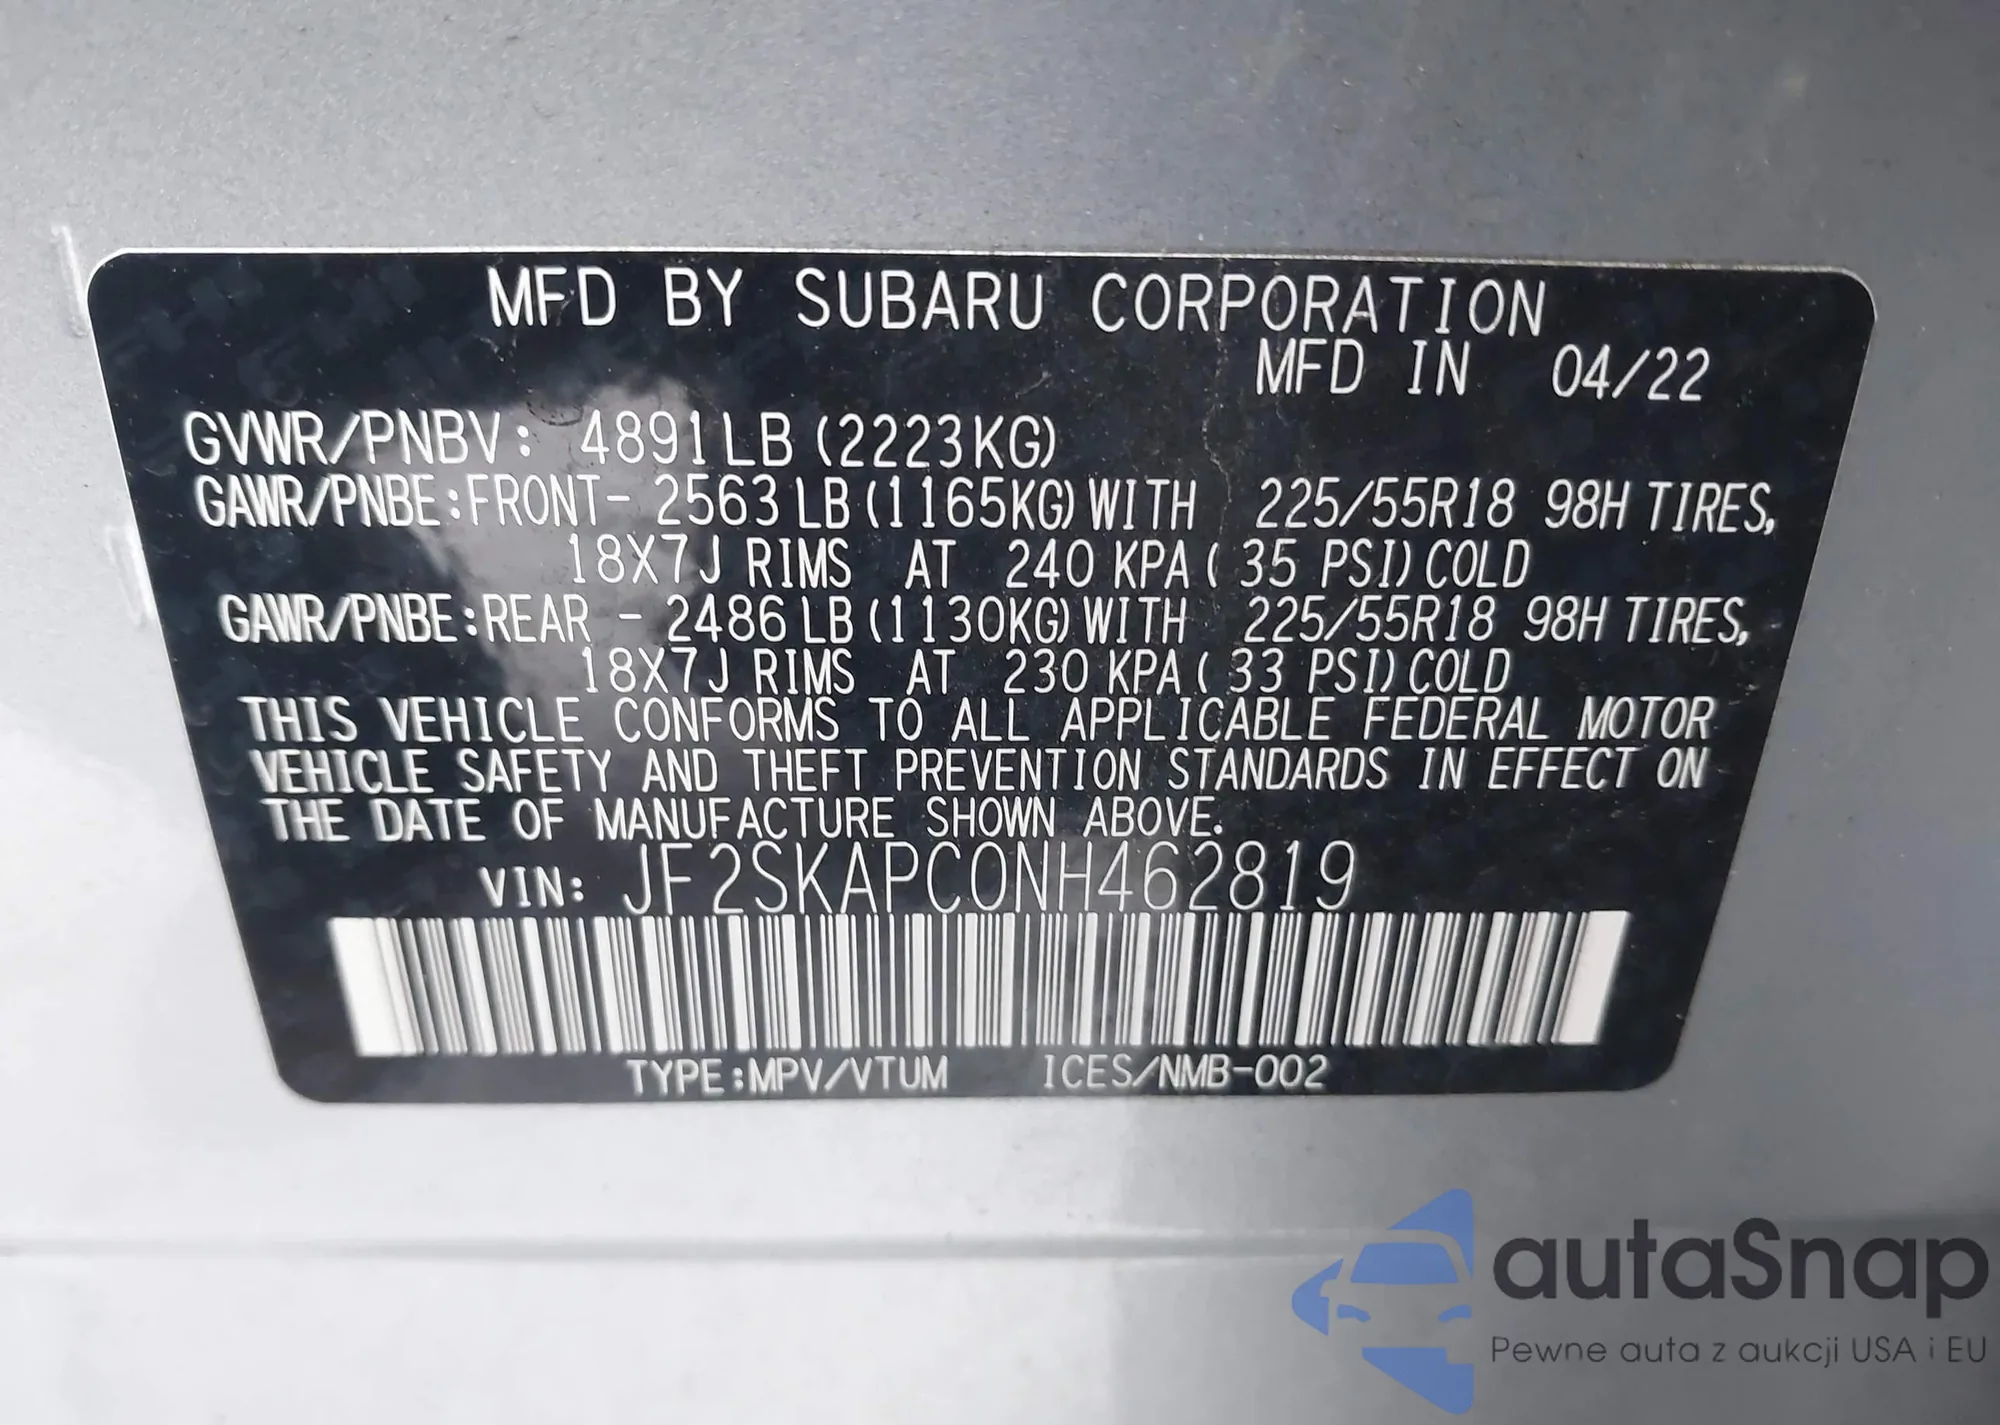 MFD BY SUBARU CORPORATION
MFD IN 04/22
GVWR/PNBV: 4891LB (2223KG)
GAWR/PNBE:FRONT- 2563 LB (1165KG) WITH 225/55R18 98H TIRES,
18X7J RIMS AT 240 KPA ( 35 PSI) COLD
GAWR/PNBE:REAR - 2486 LB (1130KG) WITH 225/55R18 98H TIRES,
18X7J RIMS AT 230 KPA ( 33 PSI) COLD
THIS VEHICLE CONFORMS TO ALL APPLICABLE FEDERAL MOTOR
VEHICLE SAFETY AND THEFT PREVENTION STANDARDS IN EFFECT ON
THE DATE OF MANUFACTURE SHOWN ABOVE.
VIN: JF2SKAPC0NH462819
TYPE:MPV/VTUM ICES/NMB-002
autaSnap
Pewne auta z aukcji USA i EU